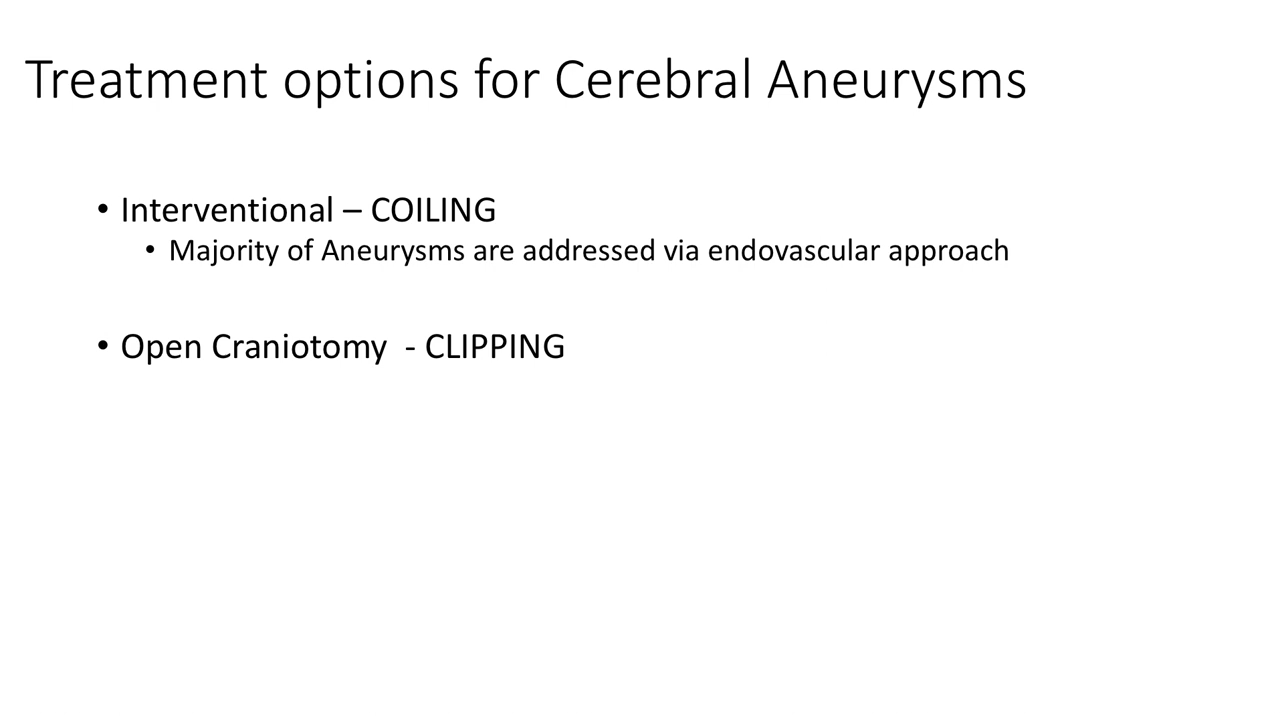 Treatment options for Cerebral Aneurysms
• Interventional – COILING
• Majority of Aneurysms are addressed via endovascular approach
• Open Craniotomy  - CLIPPING